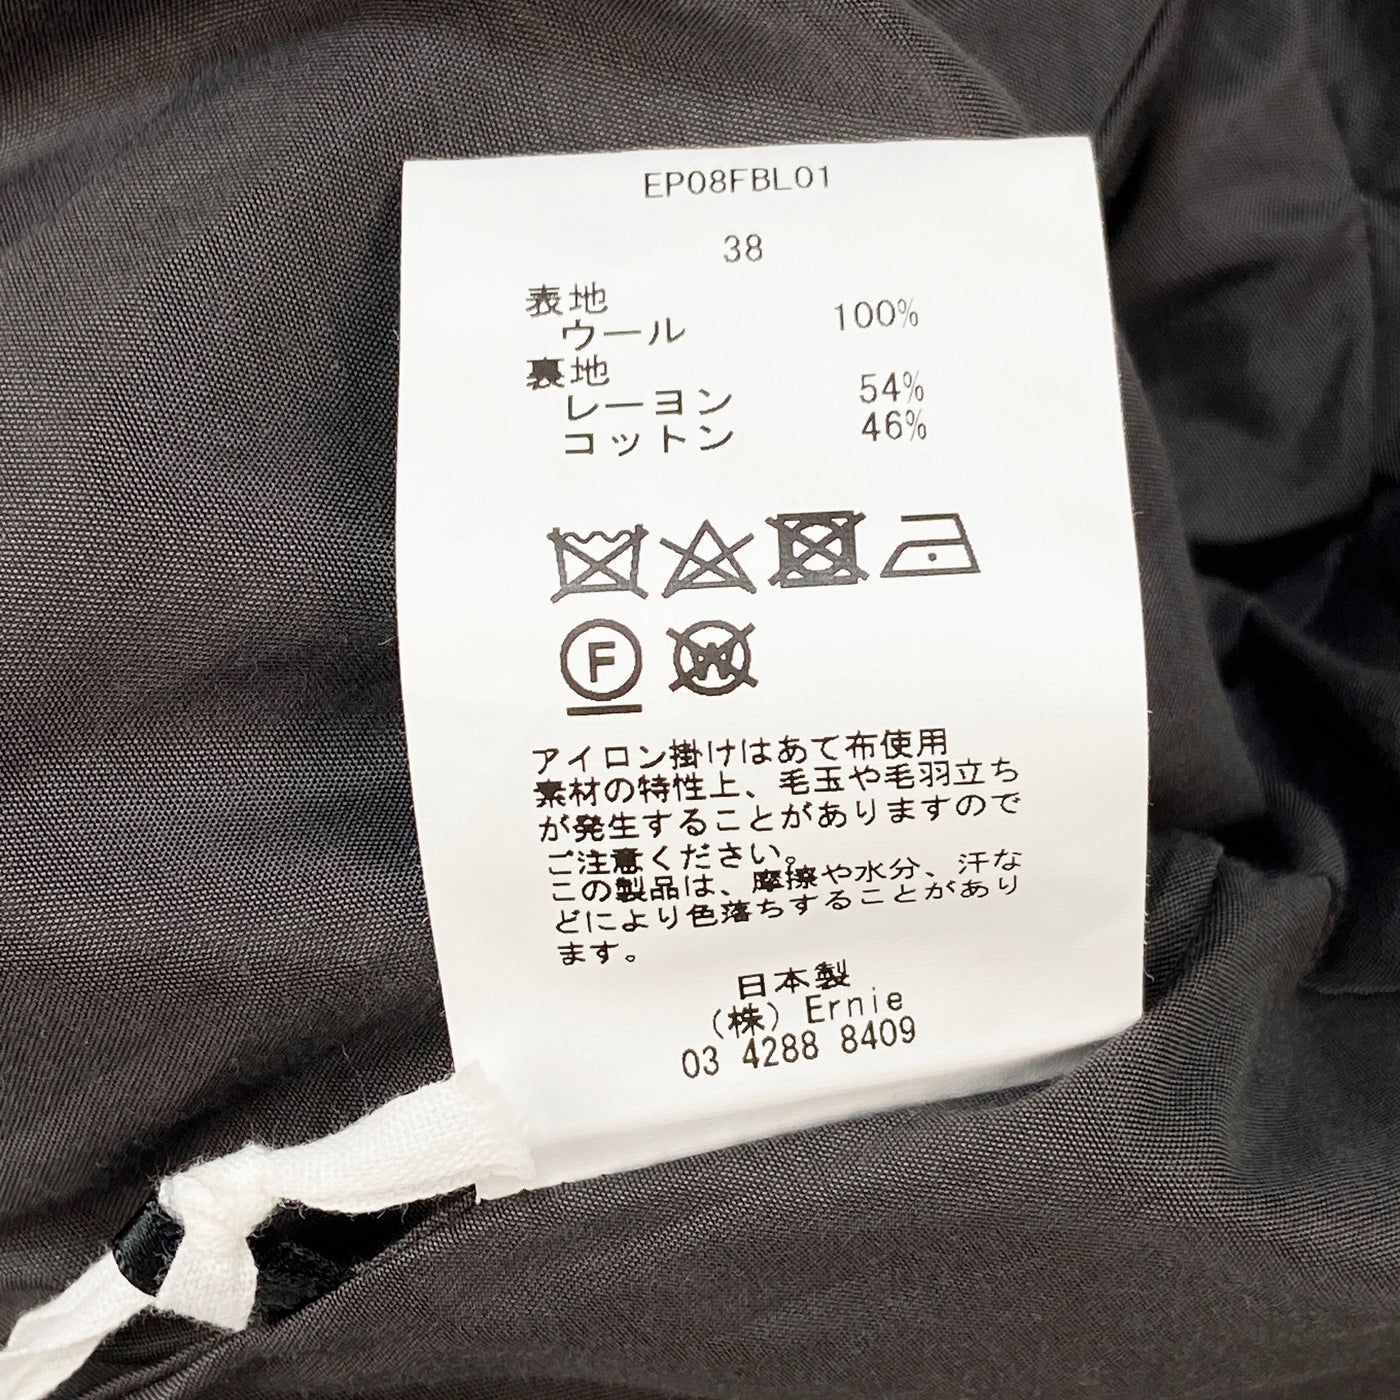 EP08FBL01
38
表地
ウール 100%
裏地
レーヨン 54%
コットン 46%
F
W
アイロン掛けはあて布使用
素材の特性上、毛玉や毛羽立ち
が発生することがありますので
ご注意ください。
この製品は、摩擦や水分、汗な
どにより色落ちすることがあり
ます。
日本製
(株) Ernie
03 4288 8409